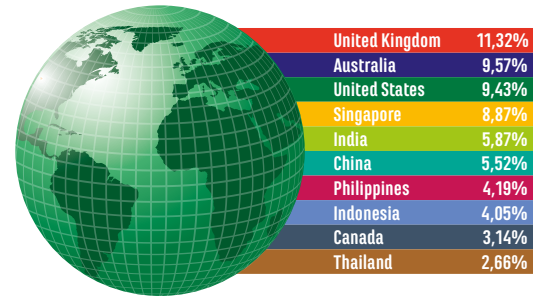 United Kingdom 11,32%
Australia 9,57%
United States 9,43%
Singapore 8,87%
India 5,87%
China 5,52%
Philippines 4,19%
Indonesia 4,05%
Canada 3,14%
Thailand 2,66%